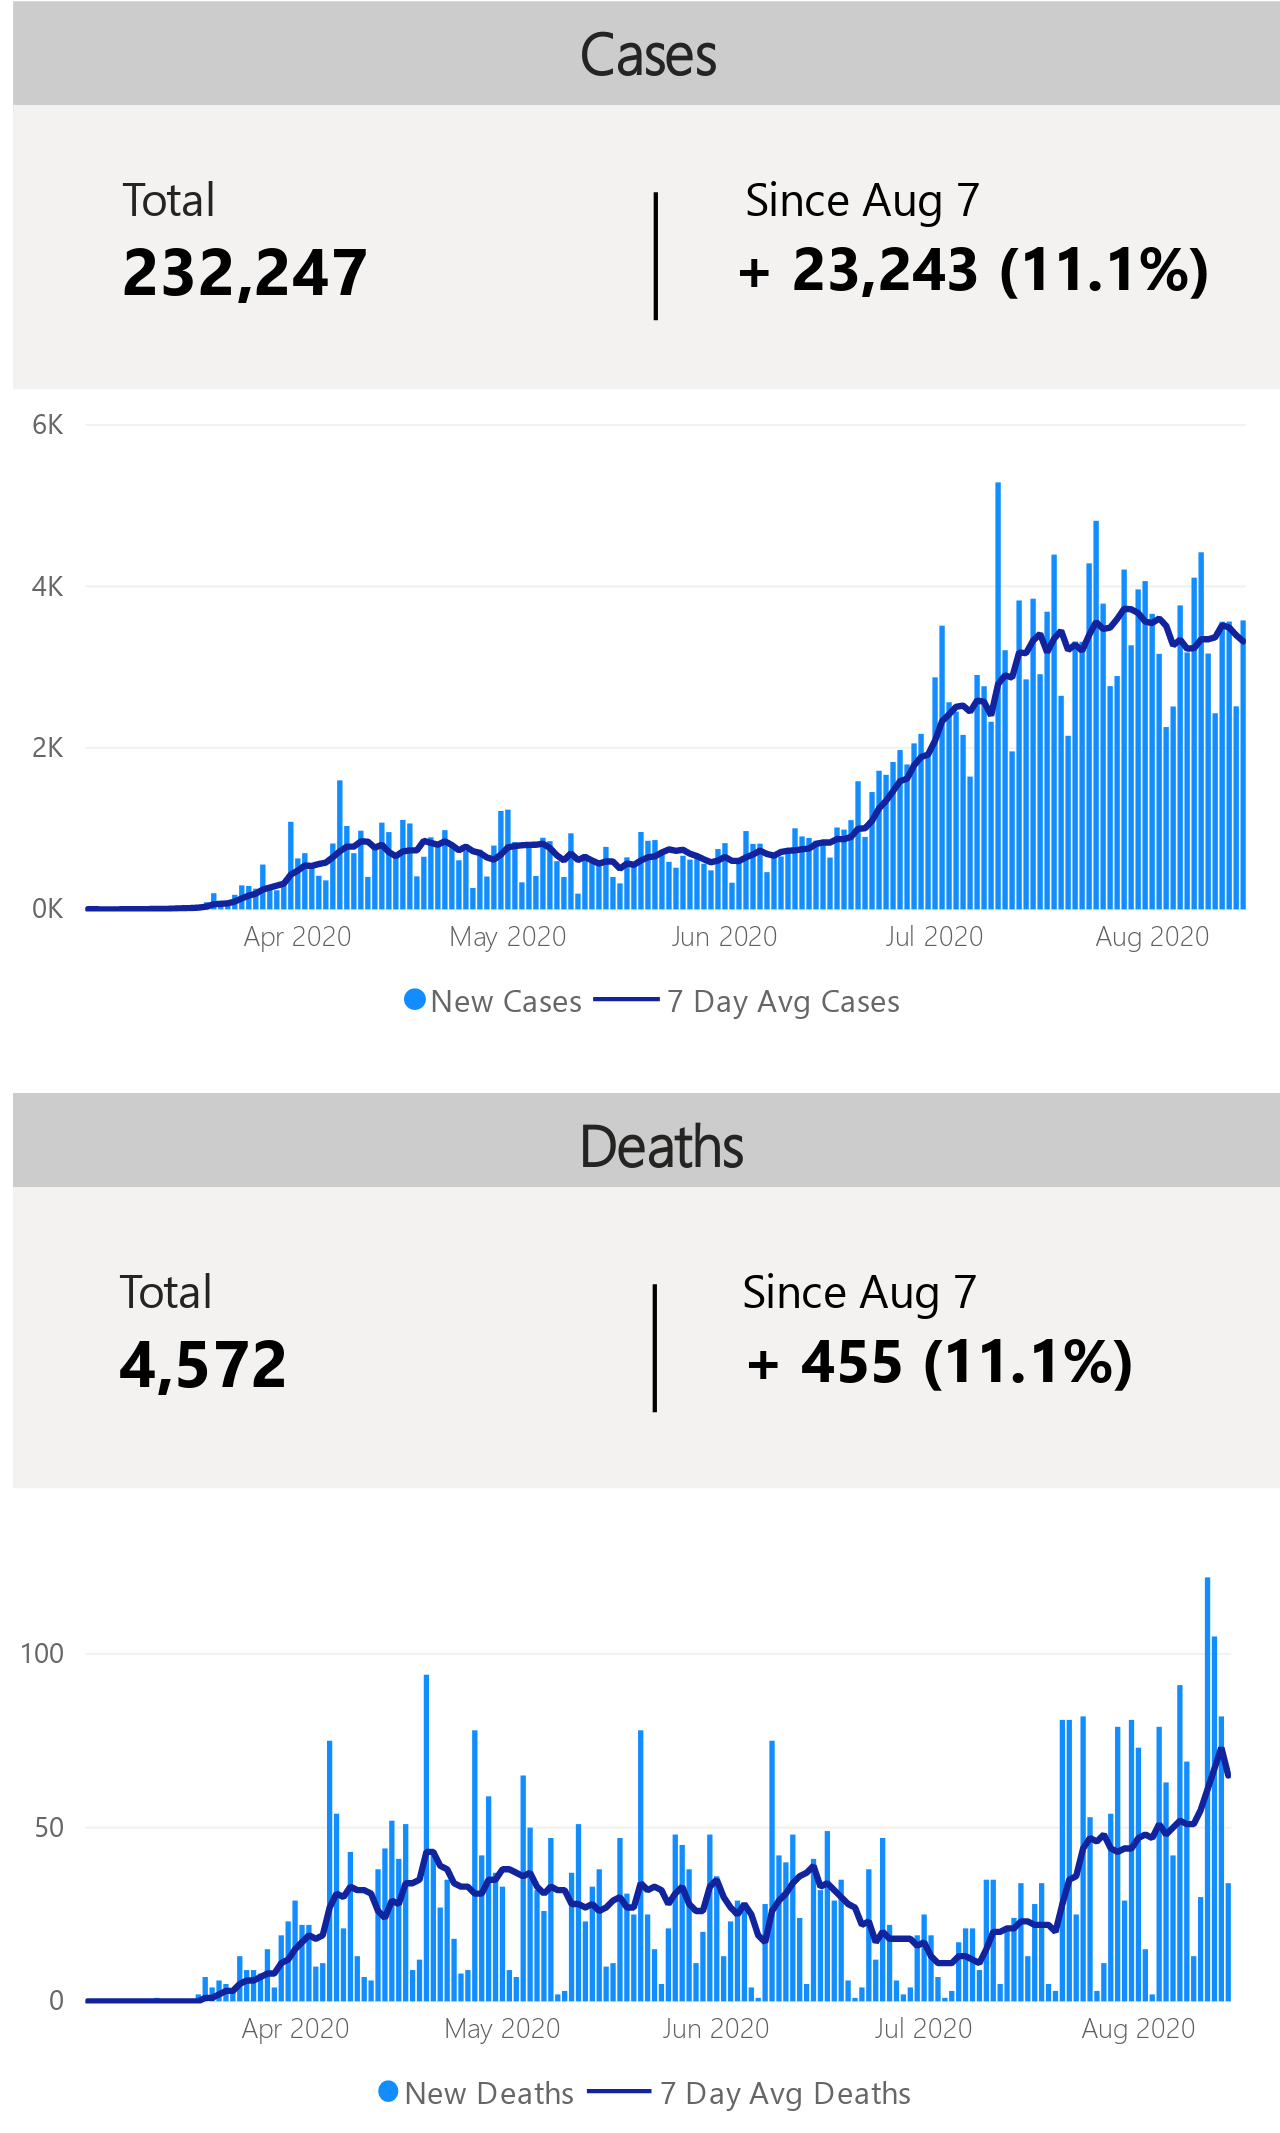 Cases
Total
Since Aug 7
232,247
+ 23,243 (11.1%)
6K
4K
2K
0K
Apr 2020
May 2020
Jun 2020
Jul 2020
Aug 2020
New Cases
7 Day Avg Cases
Deaths
Total
Since Aug 7
4,572
+ 455 (11.1%)
100
50
0
Apr 2020
May 2020
Jun 2020
Jul 2020
Aug 2020
New Deaths
7 Day Avg Deaths